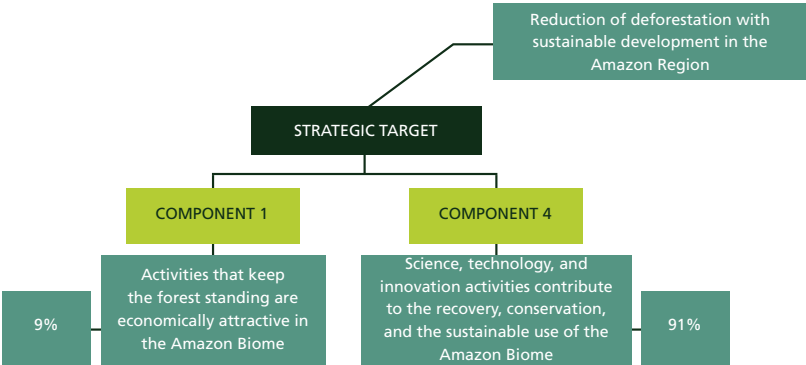 Reduction of deforestation with
sustainable development in the
Amazon Region
STRATEGIC TARGET
COMPONENT 1
COMPONENT 4
Activities that keep
the forest standing are
economically attractive in
the Amazon Biome
Science, technology, and
innovation activities contribute
to the recovery, conservation,
and the sustainable use of the
Amazon Biome
9%
91%